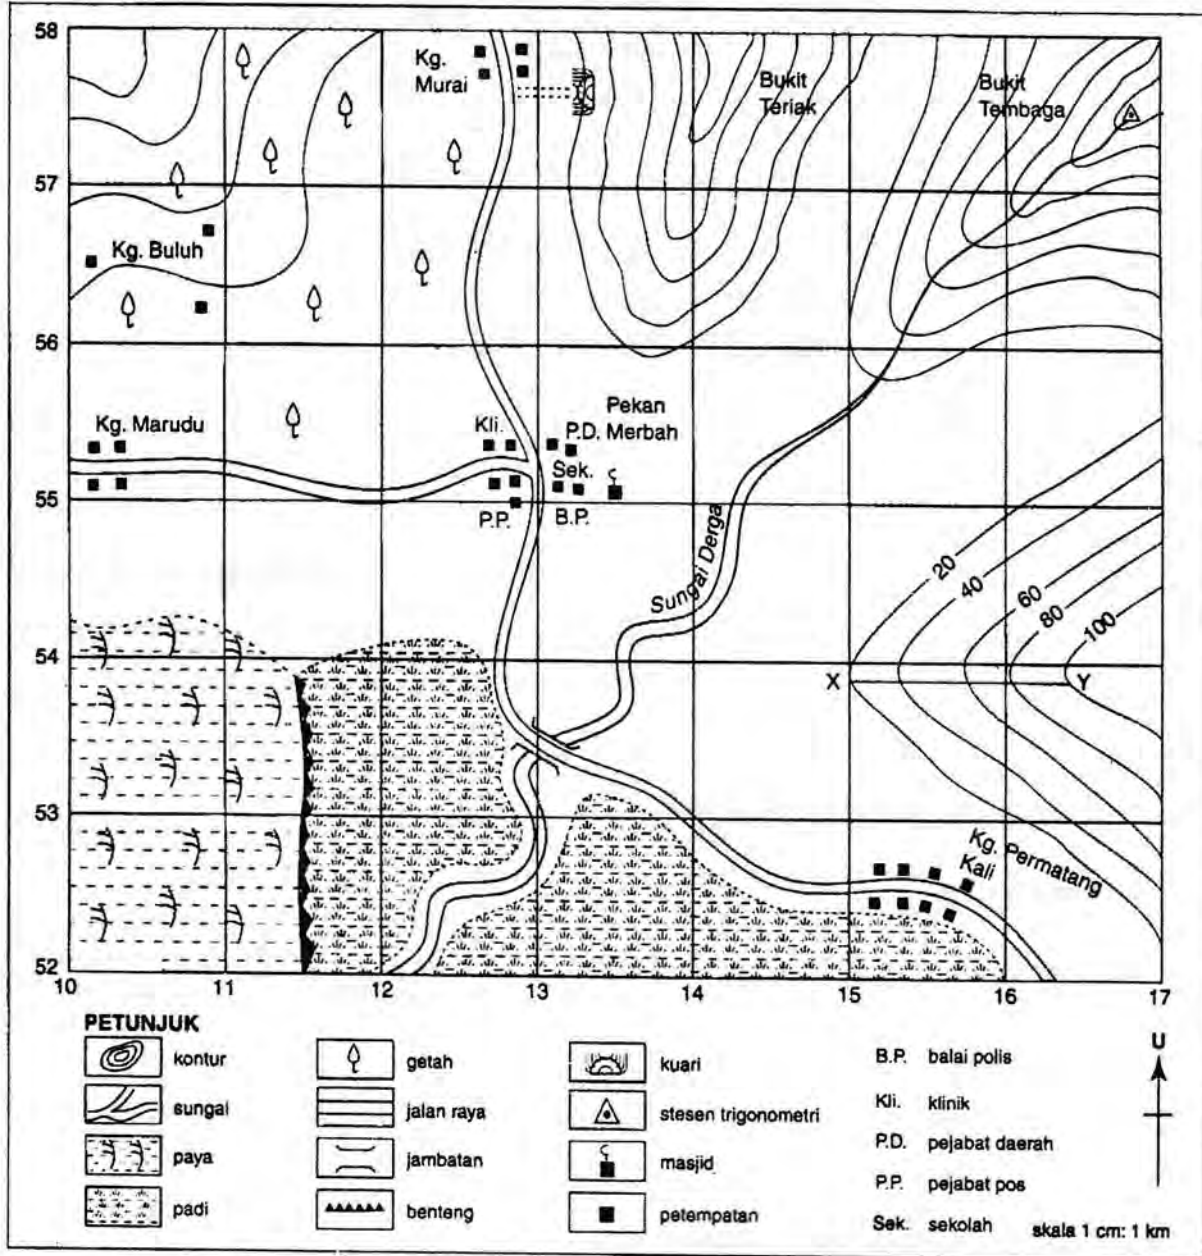 58
Kg.
Murai
Bukit
Teriak
Bukit
Tembaga
57
Kg. Buluh
56
Kg. Marudu
Kli.
Pekan
P.D. Merbah
Sek.
55
P.P.
B.P.
Sungai Derga
20
40
60
80
100
54
X
Y
53
Kg. Permatang
Kali
52
10 11 12 13 14 15 16 17
PETUNJUK
kontur
sungai
paya
padi
getah
jalan raya
jambatan
benteng
kuari
stesen trigonometri
masjid
petempatan
B.P. balai polis
Kli. klinik
P.D. pejabat daerah
P.P. pejabat pos
Sek. sekolah
U
skala 1 cm: 1 km